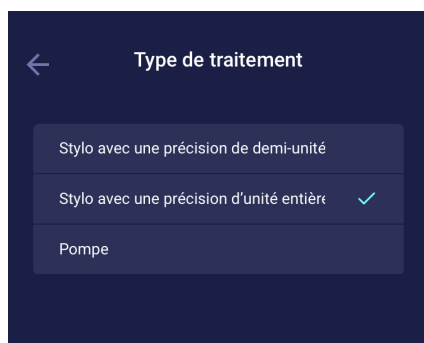 Type de traitement
Stylo avec une précision de demi-unité
Stylo avec une précision d’unité entière
Pompe